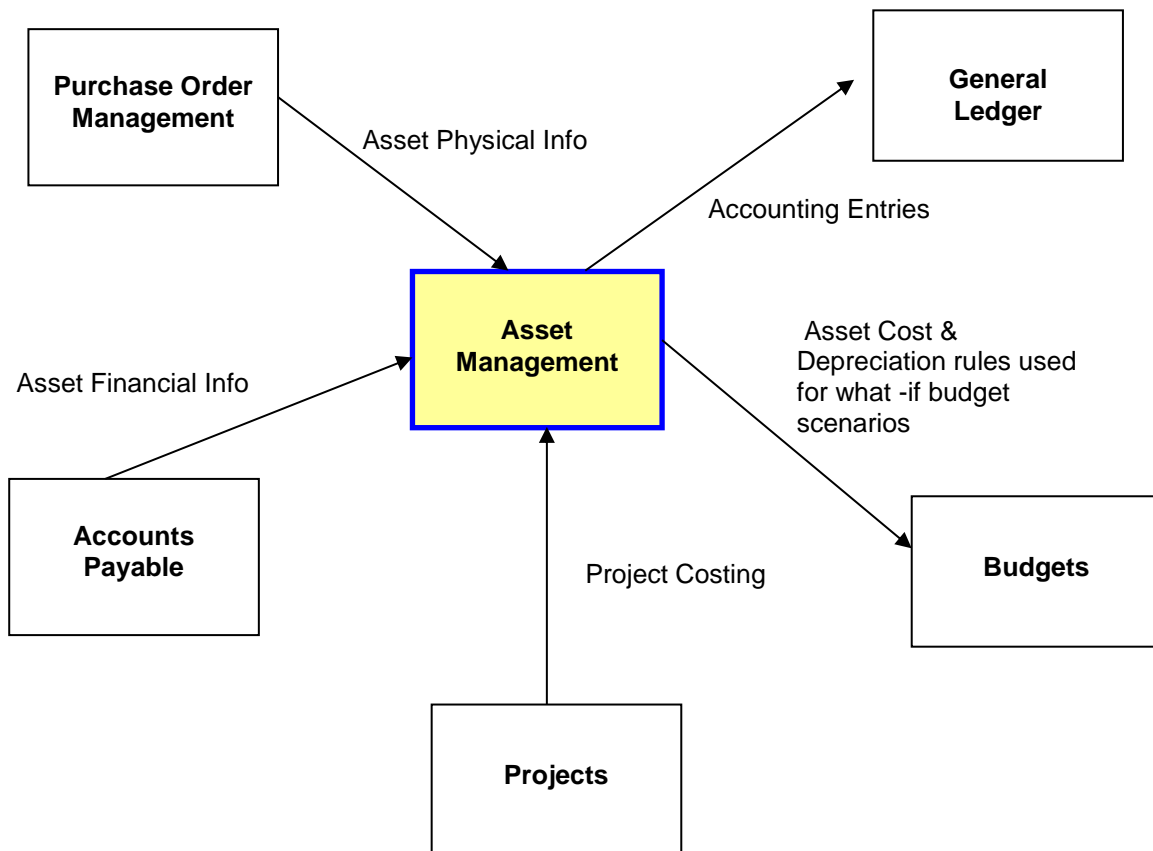 Purchase Order
Management
General
Ledger
Asset Physical Info
Accounting Entries
Asset
Management
Asset Cost &
Depreciation rules used
for what -if budget
scenarios
Asset Financial Info
Accounts
Payable
Project Costing
Budgets
Projects